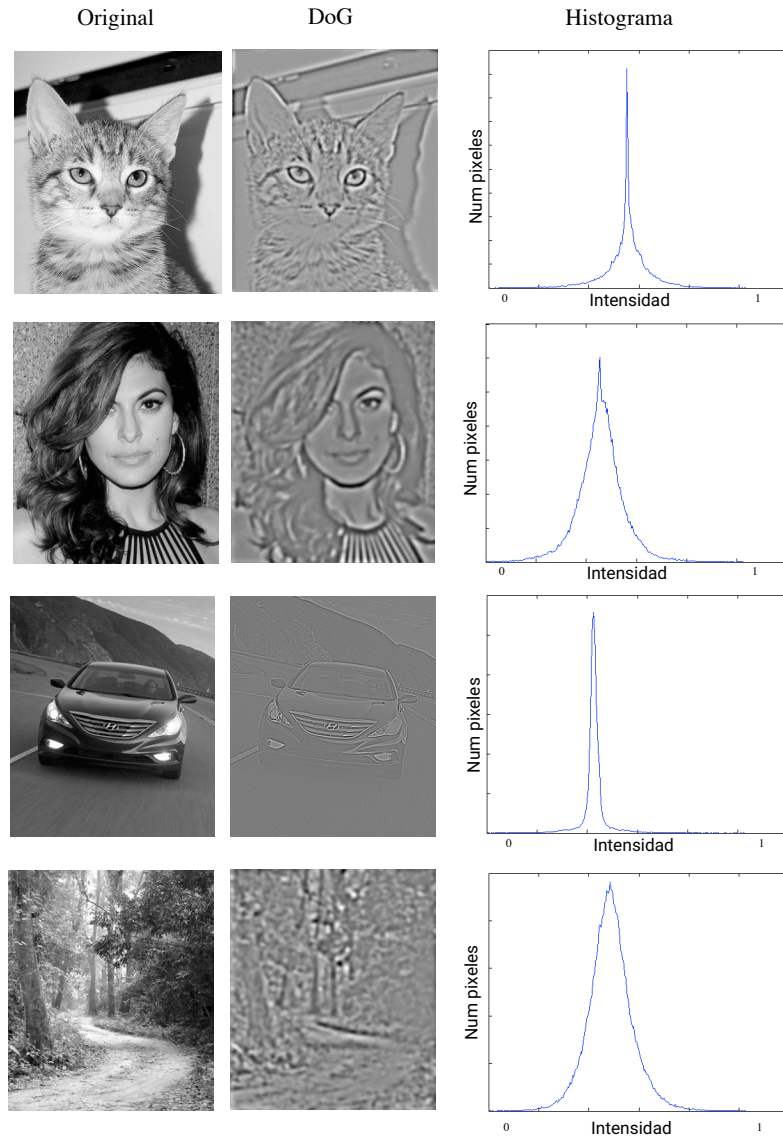 Original DoG Histograma
Num pixeles
0 Intensidad 1
Num pixeles
0 Intensidad 1
Num pixeles
0 Intensidad 1
Num pixeles
0 Intensidad 1